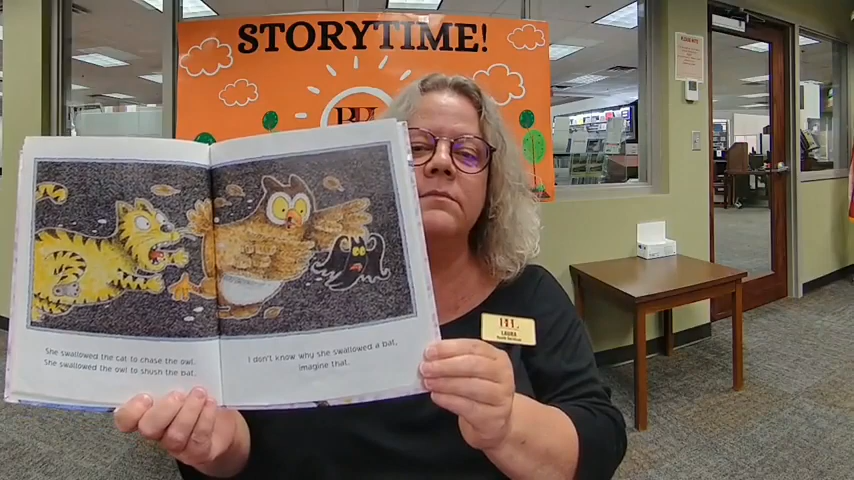 STORYTIME!
She swallowed the cat to chase the owl.
She swallowed the owl to shush the bat.
I don't know why she swallowed a bat,
imagine that.
LAURA